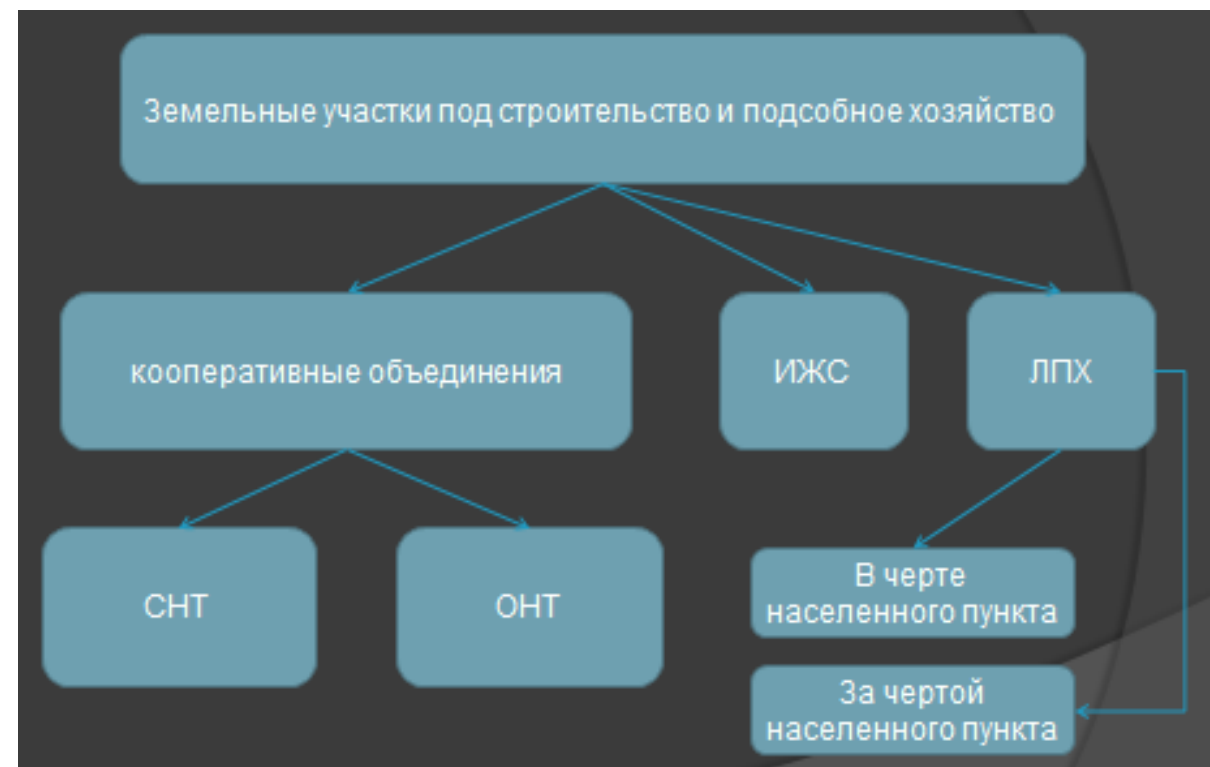 Земельные участки под строительство и подсобное хозяйство
кооперативные объединения
ИЖС
ЛПХ
СНТ
ОНТ
В черте
населенного пункта
За чертой
населенного пункта